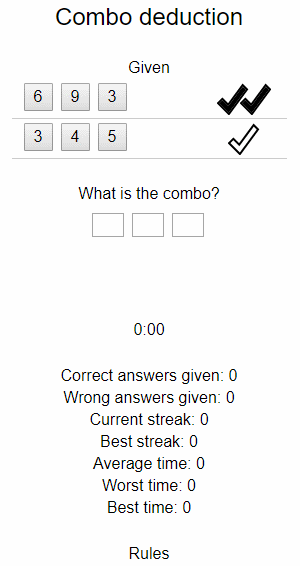 Combo deduction
Given
6 9 3
3 4 5
What is the combo?
0:00
Correct answers given: 0
Wrong answers given: 0
Current streak: 0
Best streak: 0
Average time: 0
Worst time: 0
Best time: 0
Rules